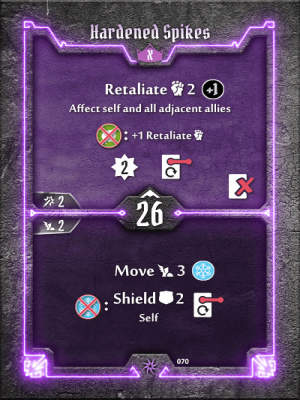 Hardened Spikes
X
Retaliate 2 +1
Affect self and all adjacent allies
: +1 Retaliate
2
2
26
2
Move 3
: Shield 2
Self
070